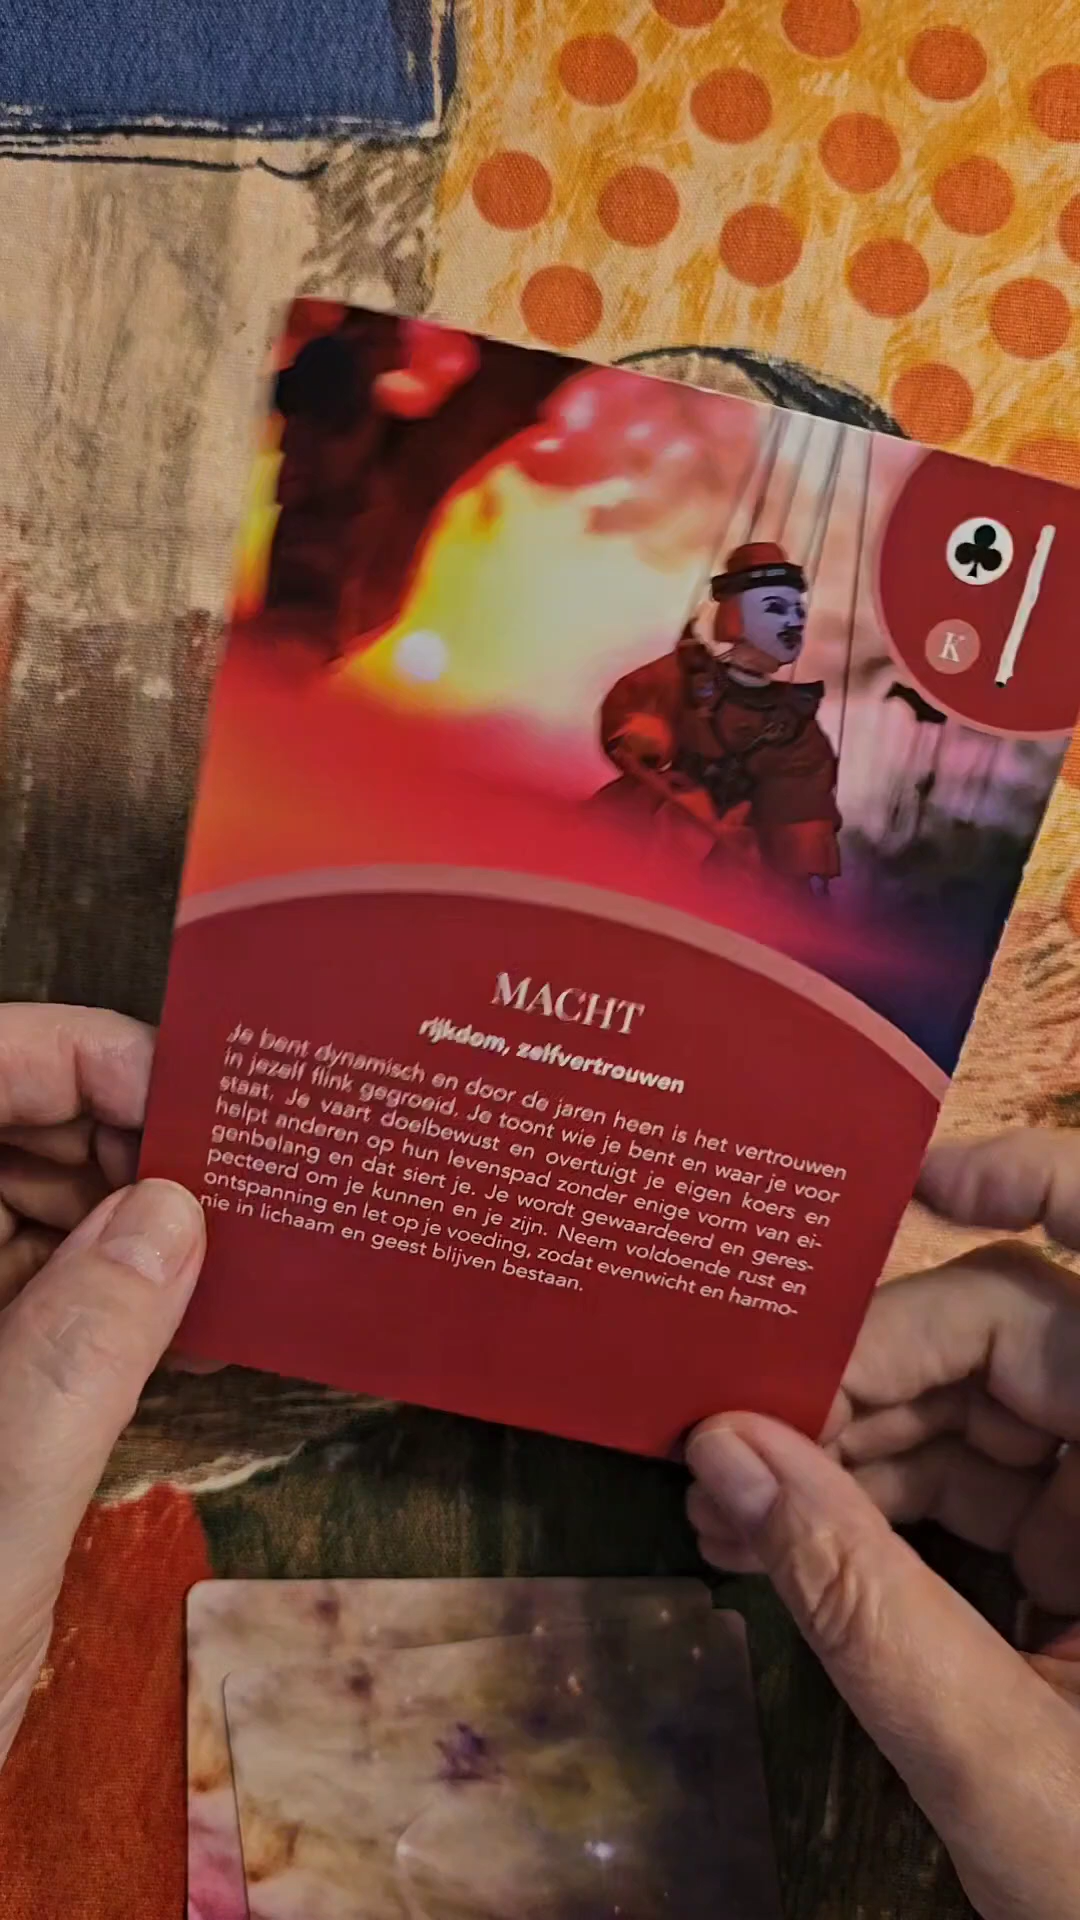 K
MACHT
rijkdom, zelfvertrouwen
Je bent dynamisch en door de jaren heen is het vertrouwen
in jezelf flink gegroeid. Je toont wie je bent en waar je voor
staat. Je vaart doelbewust en overtuigt je eigen koers en
helpt anderen op hun levenspad zonder enige vorm van ei-
genbelang en dat siert je. Je wordt gewaardeerd en geres-
pecteerd om je kunnen en je zijn. Neem voldoende rust en
ontspanning en let op je voeding, zodat evenwicht en harmo-
nie in lichaam en geest blijven bestaan.